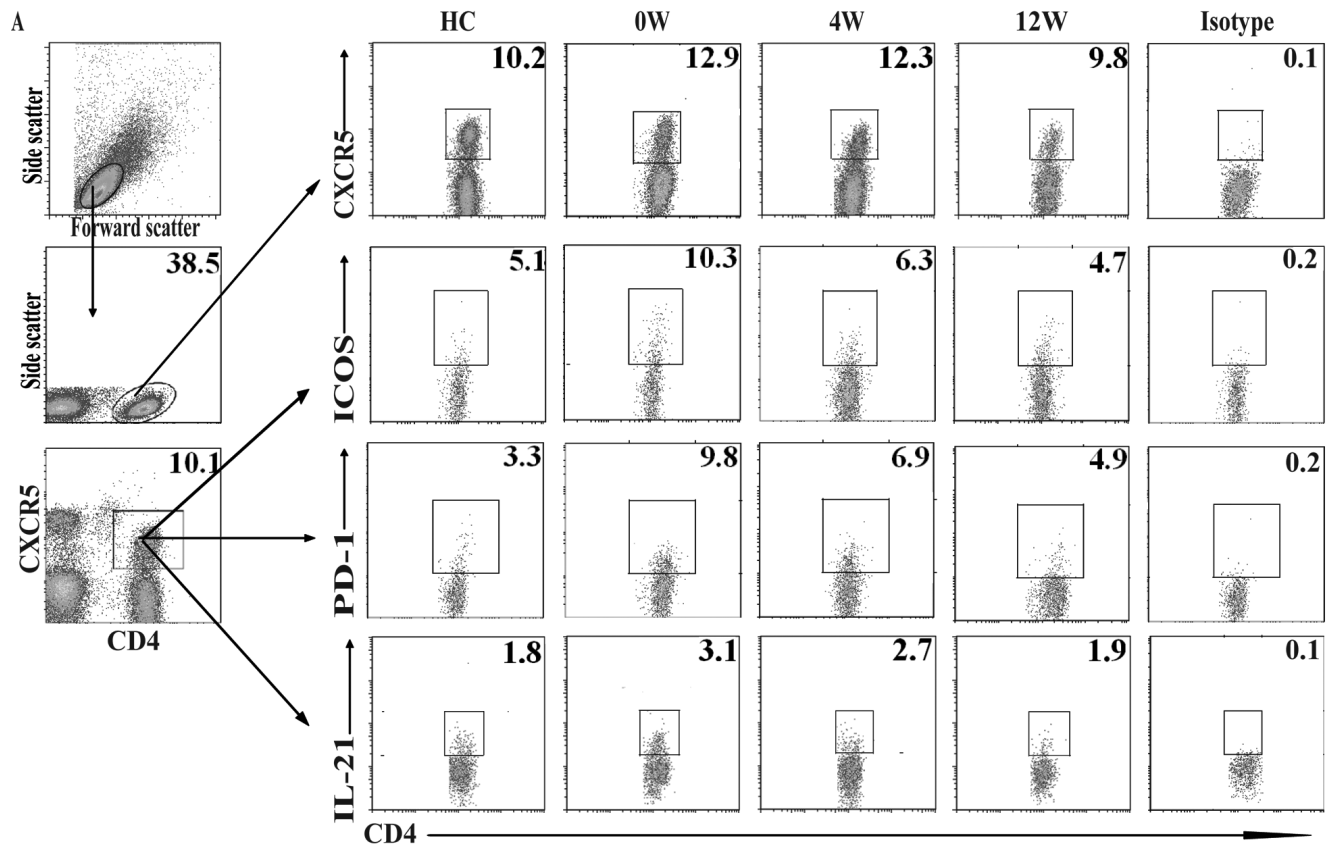 A
HC 0W 4W 12W Isotype
Side scatter
Forward scatter
CXCR5
10.2 12.9 12.3 9.8 0.1
Side scatter
38.5
ICOS
5.1 10.3 6.3 4.7 0.2
CXCR5
10.1
CD4
PD-1
3.3 9.8 6.9 4.9 0.2
IL-21
1.8 3.1 2.7 1.9 0.1
CD4